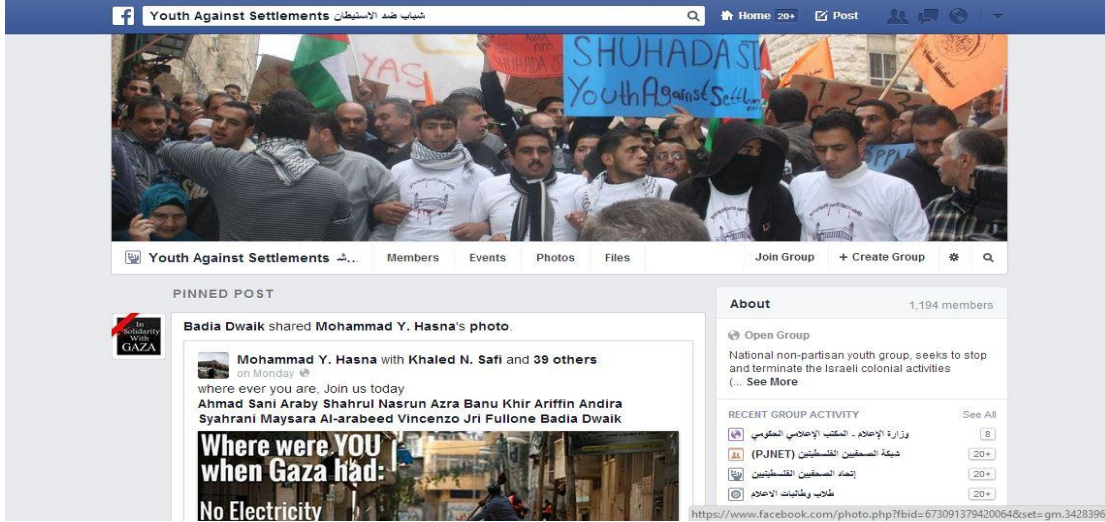 Youth Against Settlements شباب ضد الاستيطان
Home 20+ Post
YAS
SHUHADA ST
Youth Against Settlem
1 2 3
Youth Against Settlements شـ...
Members Events Photos Files
Join Group + Create Group
PINNED POST
In
Solidarity
With
GAZA
Badia Dwaik shared Mohammad Y. Hasna's photo.
Mohammad Y. Hasna with Khaled N. Safi and 39 others
on Monday
where ever you are, Join us today
Ahmad Sani Araby Shahrul Nasrun Azra Banu Khir Ariffin Andira
Syahrani Maysara Al-arabeed Vincenzo Jri Fullone Badia Dwaik
Where were YOU
when Gaza had:
No Electricity
About 1,194 members
Open Group
National non-partisan youth group, seeks to stop
and terminate the Israeli colonial activities
(... See More
RECENT GROUP ACTIVITY See All
وزارة الإعلام ـ المكتب الإعلامي الحكومي 8
شبكة الصحفيين الفلسطينين (PJNET) 20+
إتحاد الصحفيين الفلسطينيين 20+
طلاب وطالبات الاعلام 20+
https://www.facebook.com/photo.php?fbid=673091379420064&set=gm.3428396